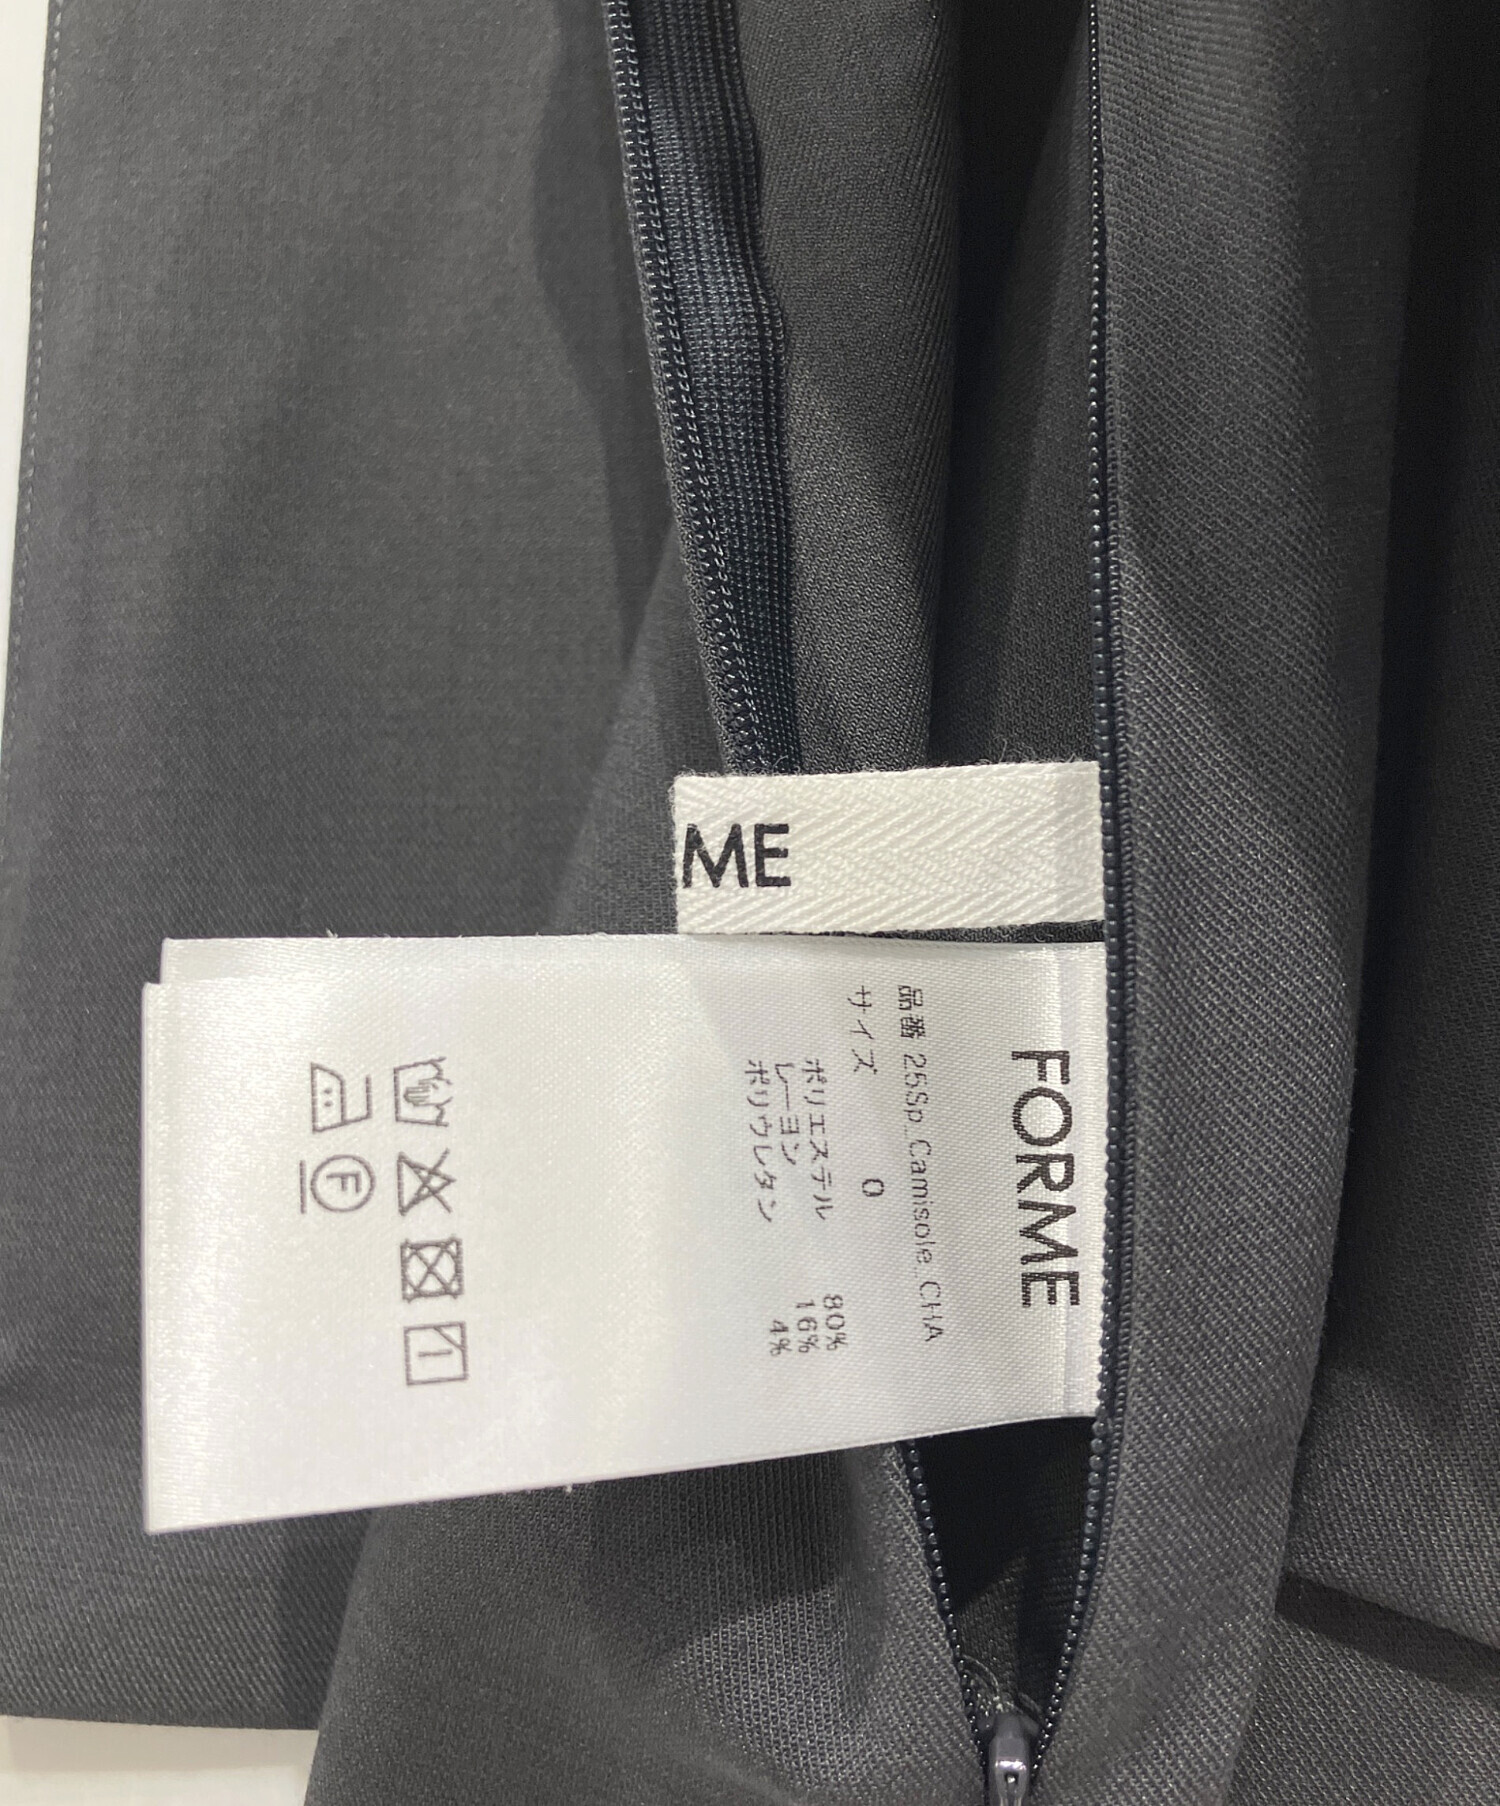 ME
FORME
品番 25Sp_Camisole_CHA
サイズ 0
ポリエステル 80%
レーヨン 16%
ポリウレタン 4%
F